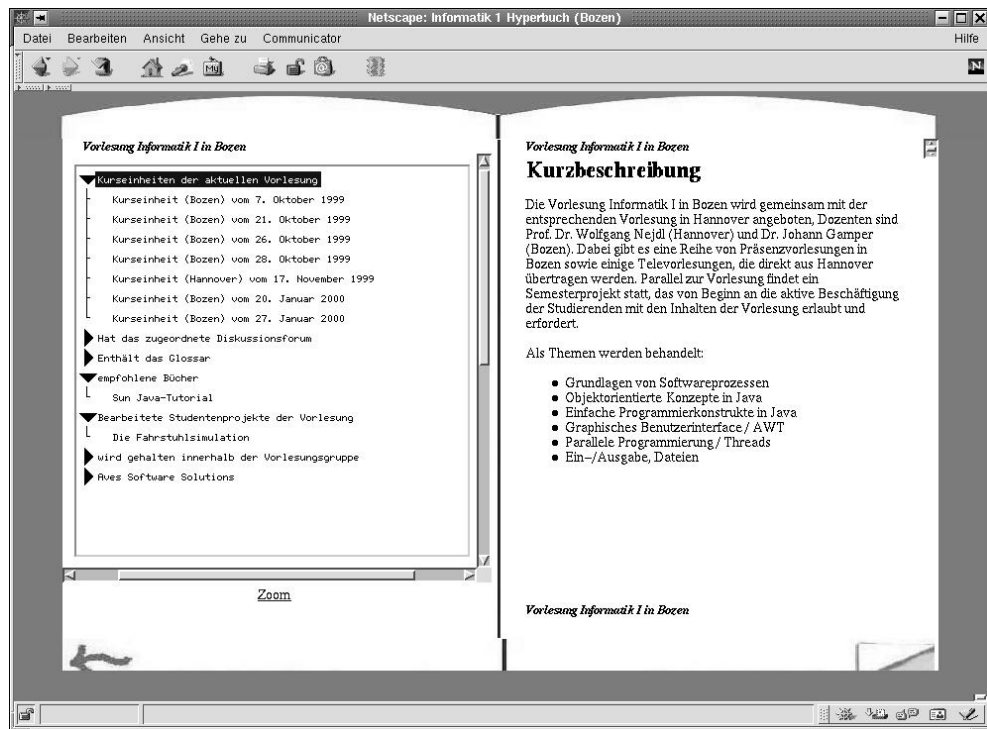 Netscape: Informatik 1 Hyperbuch (Bozen)
Datei Bearbeiten Ansicht Gehe zu Communicator Hilfe
My N
Vorlesung Informatik I in Bozen
Kurseinheiten der aktuellen Vorlesung
Kurseinheit (Bozen) vom 7. Oktober 1999
Kurseinheit (Bozen) vom 21. Oktober 1999
Kurseinheit (Bozen) vom 26. Oktober 1999
Kurseinheit (Bozen) vom 28. Oktober 1999
Kurseinheit (Hannover) vom 17. November 1999
Kurseinheit (Bozen) vom 20. Januar 2000
Kurseinheit (Bozen) vom 27. Januar 2000
Hat das zugeordnete Diskussionsforum
Enthält das Glossar
empfohlene Bücher
Sun Java-Tutorial
Bearbeitete Studentenprojekte der Vorlesung
Die Fahrstuhlsimulation
wird gehalten innerhalb der Vorlesungsgruppe
Aves Software Solutions
Zoom
Vorlesung Informatik I in Bozen
Kurzbeschreibung
Die Vorlesung Informatik I in Bozen wird gemeinsam mit der
entsprechenden Vorlesung in Hannover angeboten, Dozenten sind
Prof. Dr. Wolfgang Nejdl (Hannover) und Dr. Johann Gamper
(Bozen). Dabei gibt es eine Reihe von Präsenzvorlesungen in
Bozen sowie einige Televorlesungen, die direkt aus Hannover
übertragen werden. Parallel zur Vorlesung findet ein
Semesterprojekt statt, das von Beginn an die aktive Beschäftigung
der Studierenden mit den Inhalten der Vorlesung erlaubt und
erfordert.
Als Themen werden behandelt:
Grundlagen von Softwareprozessen
Objektorientierte Konzepte in Java
Einfache Programmierkonstrukte in Java
Graphisches Benutzerinterface / AWT
Parallele Programmierung / Threads
Ein-/Ausgabe, Dateien
Vorlesung Informatik I in Bozen